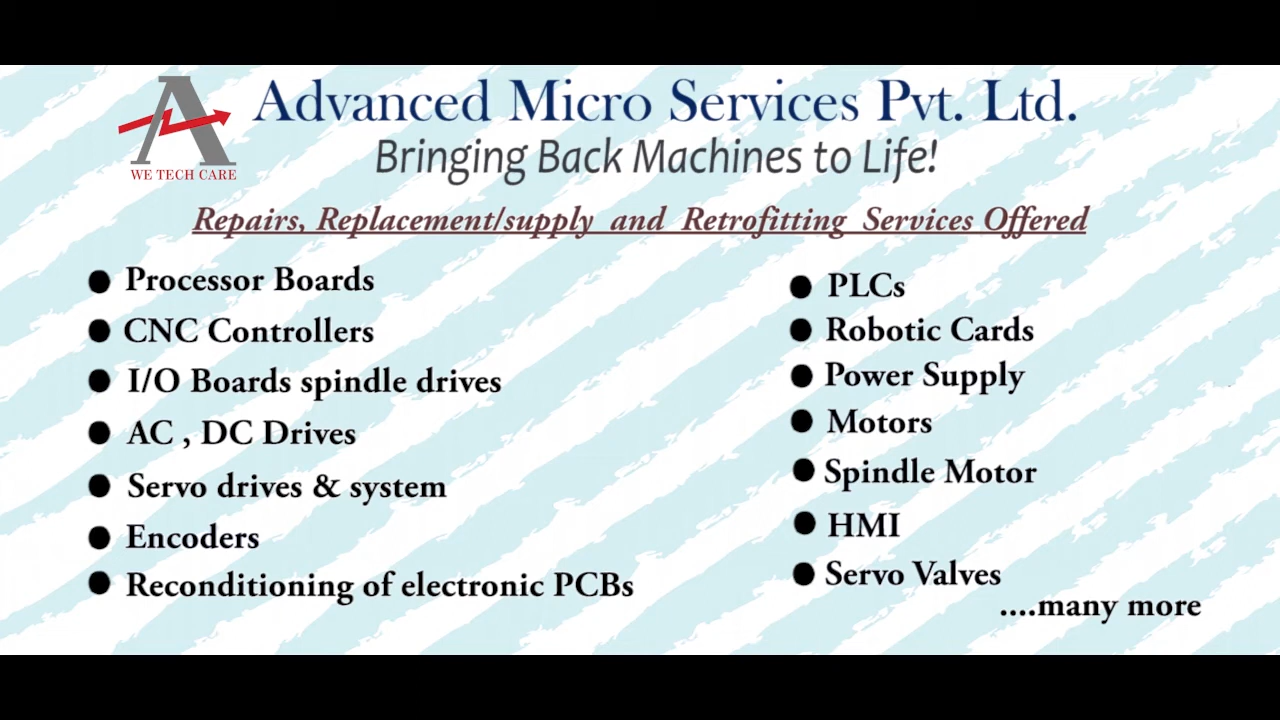 Advanced Micro Services Pvt. Ltd.
WE TECH CARE
Bringing Back Machines to Life!
Repairs, Replacement/supply and Retrofitting Services Offered
Processor Boards
CNC Controllers
I/O Boards spindle drives
AC , DC Drives
Servo drives & system
Encoders
Reconditioning of electronic PCBs
PLCs
Robotic Cards
Power Supply
Motors
Spindle Motor
HMI
Servo Valves
....many more